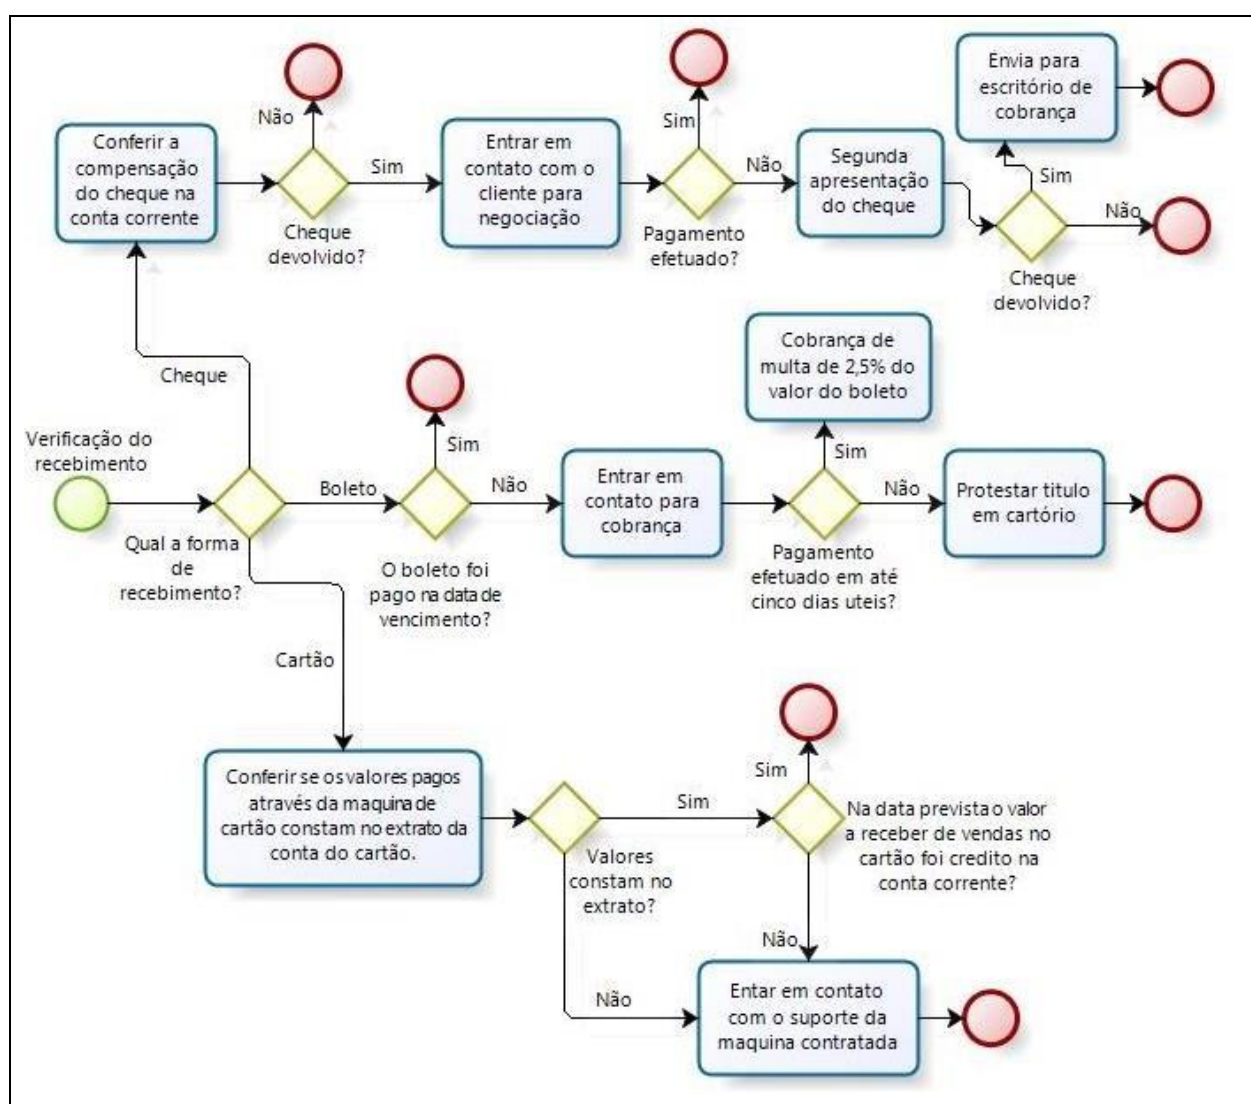 Não
Conferir a
compensação
do cheque na
conta corrente
Cheque
devolvido?
Sim
Entrar em
contato com o
cliente para
negociação
Sim
Pagamento
efetuado?
Não
Segunda
apresentação
do cheque
Envia para
escritório de
cobrança
Sim
Não
Cheque
devolvido?
Cheque
Verificação do
recebimento
Qual a forma
de
recebimento?
Boleto
Sim
O boleto foi
pago na data de
vencimento?
Não
Entrar em
contato para
cobrança
Cobrança de
multa de 2,5% do
valor do boleto
Sim
Pagamento
efetuado em até
cinco dias uteis?
Não
Protestar titulo
em cartório
Cartão
Conferir se os valores pagos
através da maquina de
cartão constam no extrato da
conta do cartão.
Valores
constam no
extrato?
Sim
Sim
Na data prevista o valor
a receber de vendas no
cartão foi credito na
conta corrente?
Não
Não
Entar em contato
com o suporte da
maquina contratada